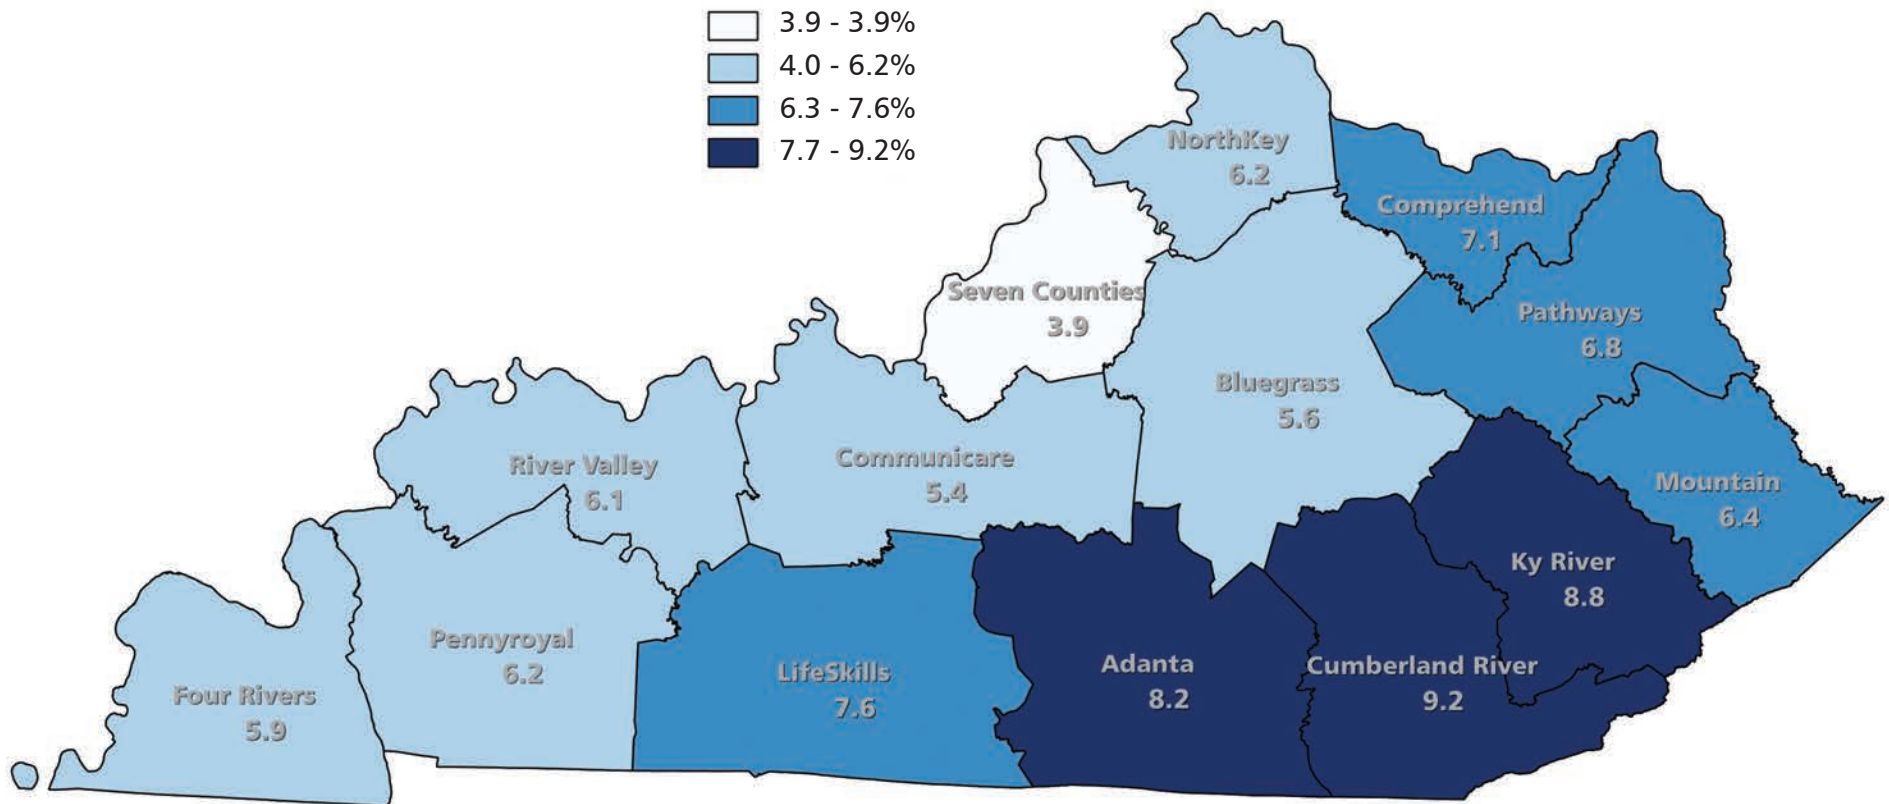 3.9 - 3.9%
4.0 - 6.2%
6.3 - 7.6%
7.7 - 9.2%
NorthKey
6.2
Comprehend
7.1
Seven Counties
3.9
Pathways
6.8
Bluegrass
5.6
River Valley
6.1
Communicare
5.4
Mountain
6.4
Ky River
8.8
Pennyroyal
6.2
LifeSkills
7.6
Adanta
8.2
Cumberland River
9.2
Four Rivers
5.9